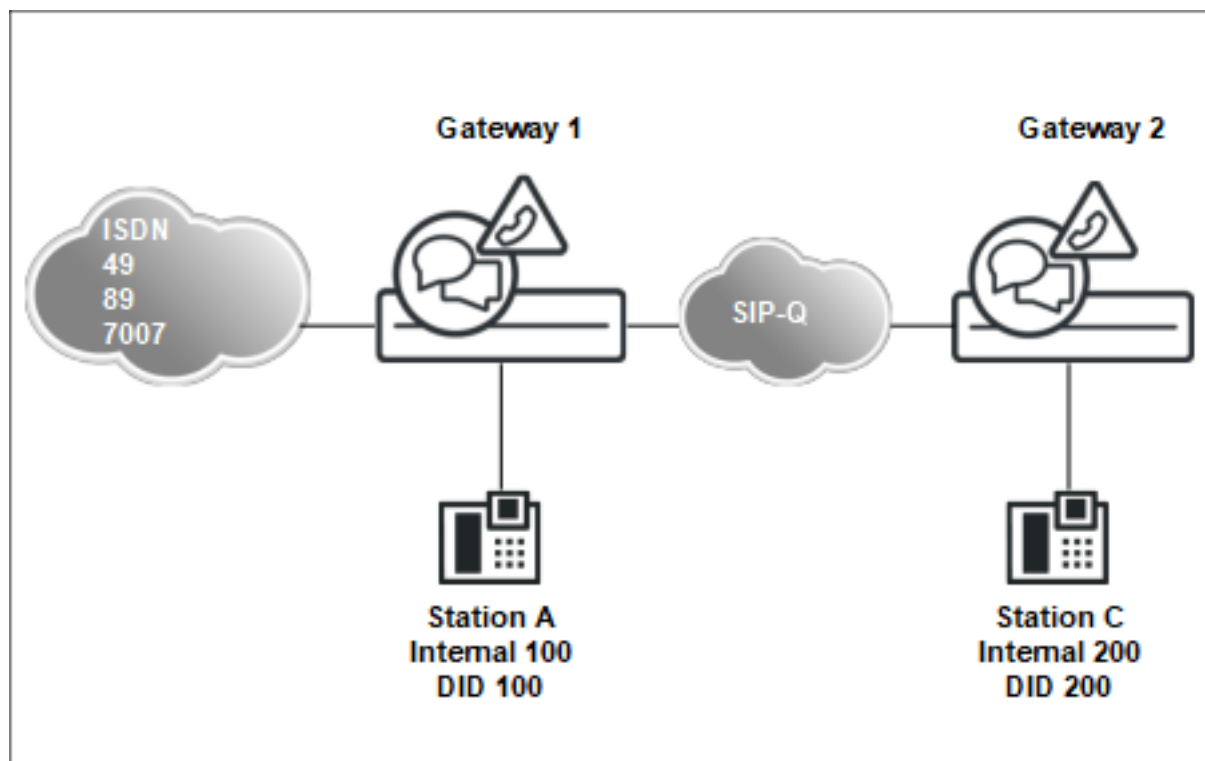 Gateway 1
Gateway 2
ISDN
49
89
7007
SIP-Q
Station A
Internal 100
DID 100
Station C
Internal 200
DID 200